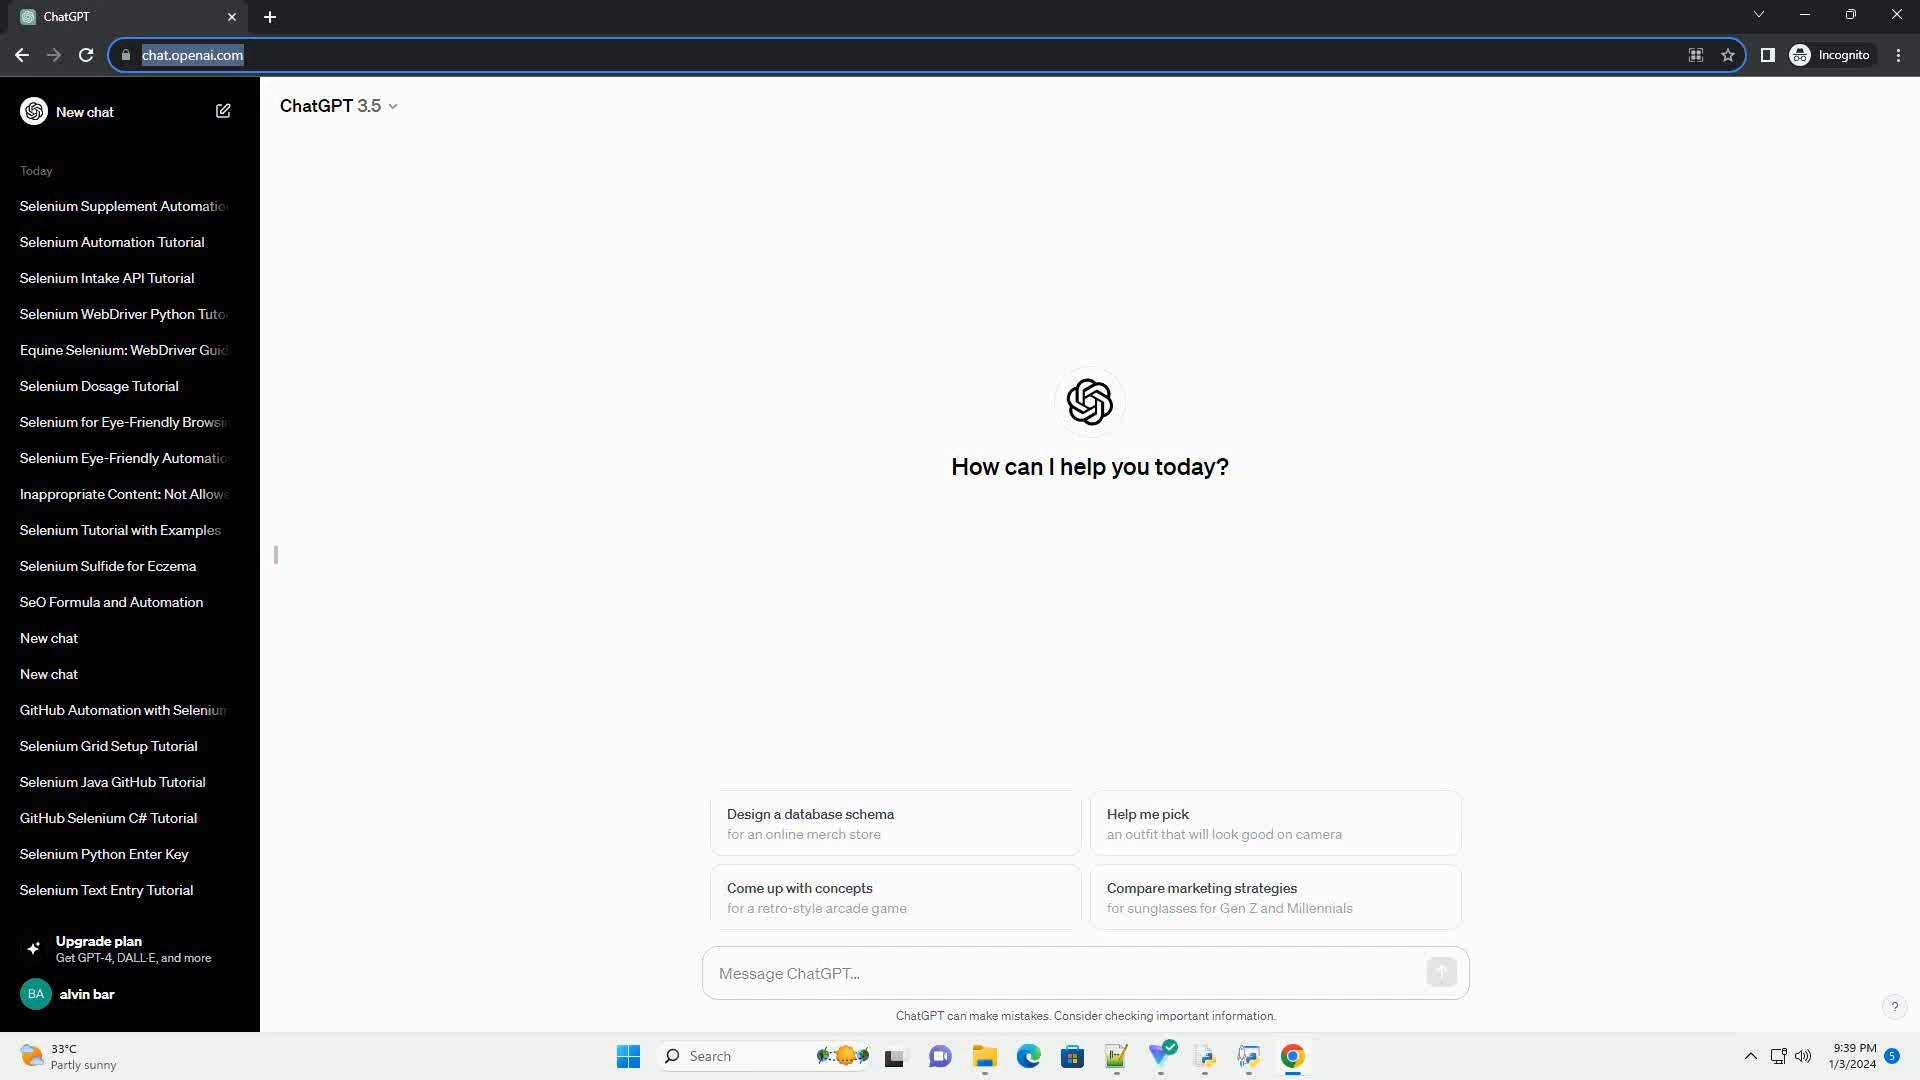 ChatGPT
chat.openai.com
Incognito
New chat
ChatGPT 3.5
Today
Selenium Supplement Automatio
Selenium Automation Tutorial
Selenium Intake API Tutorial
Selenium WebDriver Python Tutor
Equine Selenium: WebDriver Guid
Selenium Dosage Tutorial
Selenium for Eye-Friendly Browsin
Selenium Eye-Friendly Automatio
Inappropriate Content: Not Allowe
Selenium Tutorial with Examples
Selenium Sulfide for Eczema
SeO Formula and Automation
New chat
New chat
GitHub Automation with Selenium
Selenium Grid Setup Tutorial
Selenium Java GitHub Tutorial
GitHub Selenium C# Tutorial
Selenium Python Enter Key
Selenium Text Entry Tutorial
Upgrade plan
Get GPT-4, DALL·E, and more
BA
alvin bar
How can I help you today?
Design a database schema
for an online merch store
Help me pick
an outfit that will look good on camera
Come up with concepts
for a retro-style arcade game
Compare marketing strategies
for sunglasses for Gen Z and Millennials
Message ChatGPT...
ChatGPT can make mistakes. Consider checking important information.
?
33°C
Partly sunny
Search
9:39 PM
1/3/2024
5